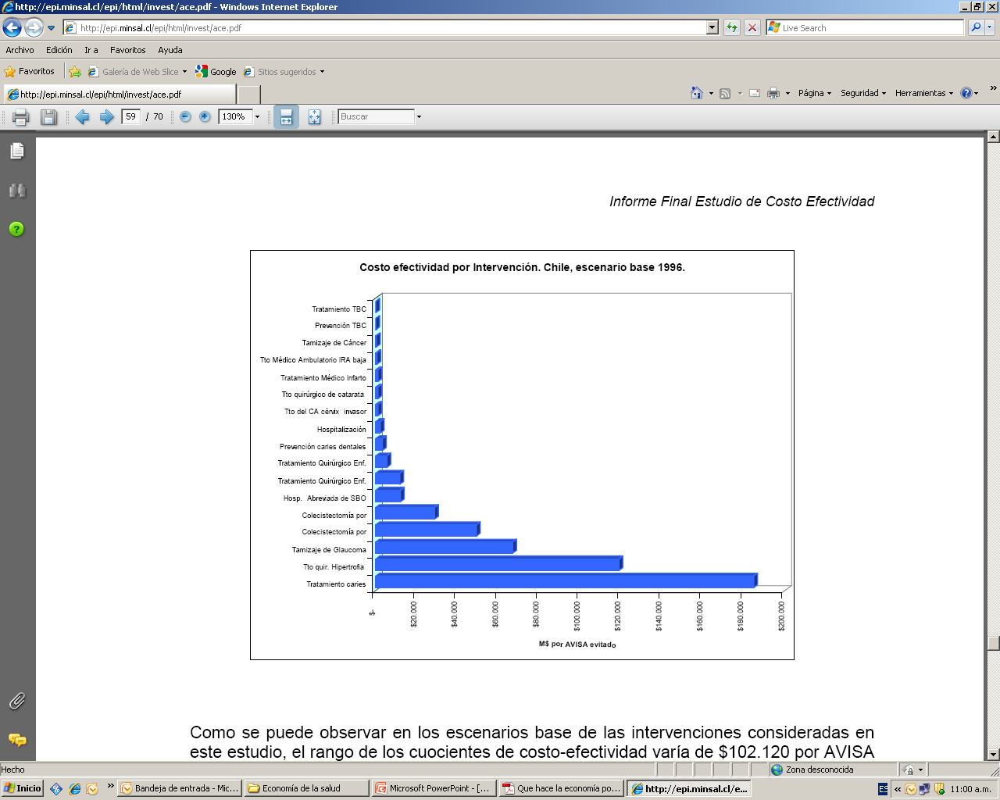 http://epi.minsal.cl/epi/html/invest/ace.pdf - Windows Internet Explorer
http://epi.minsal.cl/epi/html/invest/ace.pdf
Live Search
Archivo Edición Ir a Favoritos Ayuda
Favoritos Galería de Web Slice Google Sitios sugeridos
http://epi.minsal.cl/epi/html/invest/ace.pdf
Página Seguridad Herramientas
59 / 70 130% Buscar
Informe Final Estudio de Costo Efectividad
Costo efectividad por Intervención. Chile, escenario base 1996.
Tratamiento TBC
Prevención TBC
Tamizaje de Cáncer
Tto Médico Ambulatorio IRA baja
Tratamiento Médico Infarto
Tto quirúrgico de catarata
Tto del CA cérvix invasor
Hospitalización
Prevención caries dentales
Tratamiento Quirúrgico Enf.
Tratamiento Quirúrgico Enf.
Hosp. Abreviada de SBO
Colecistectomía por
Colecistectomía por
Tamizaje de Glaucoma
Tto quir. Hipertrofia
Tratamiento caries
$- $20.000 $40.000 $60.000 $80.000 $100.000 $120.000 $140.000 $160.000 $180.000 $200.000
M$ por AVISA evitado
Como se puede observar en los escenarios base de las intervenciones consideradas en
este estudio, el rango de los cuocientes de costo-efectividad varía de $102.120 por AVISA
Hecho
Zona desconocida
Inicio
Bandeja de entrada - Mic...
Economía de la salud
Microsoft PowerPoint - [...
Que hace la economía po...
http://epi.minsal.cl/e...
ES
11:00 a.m.